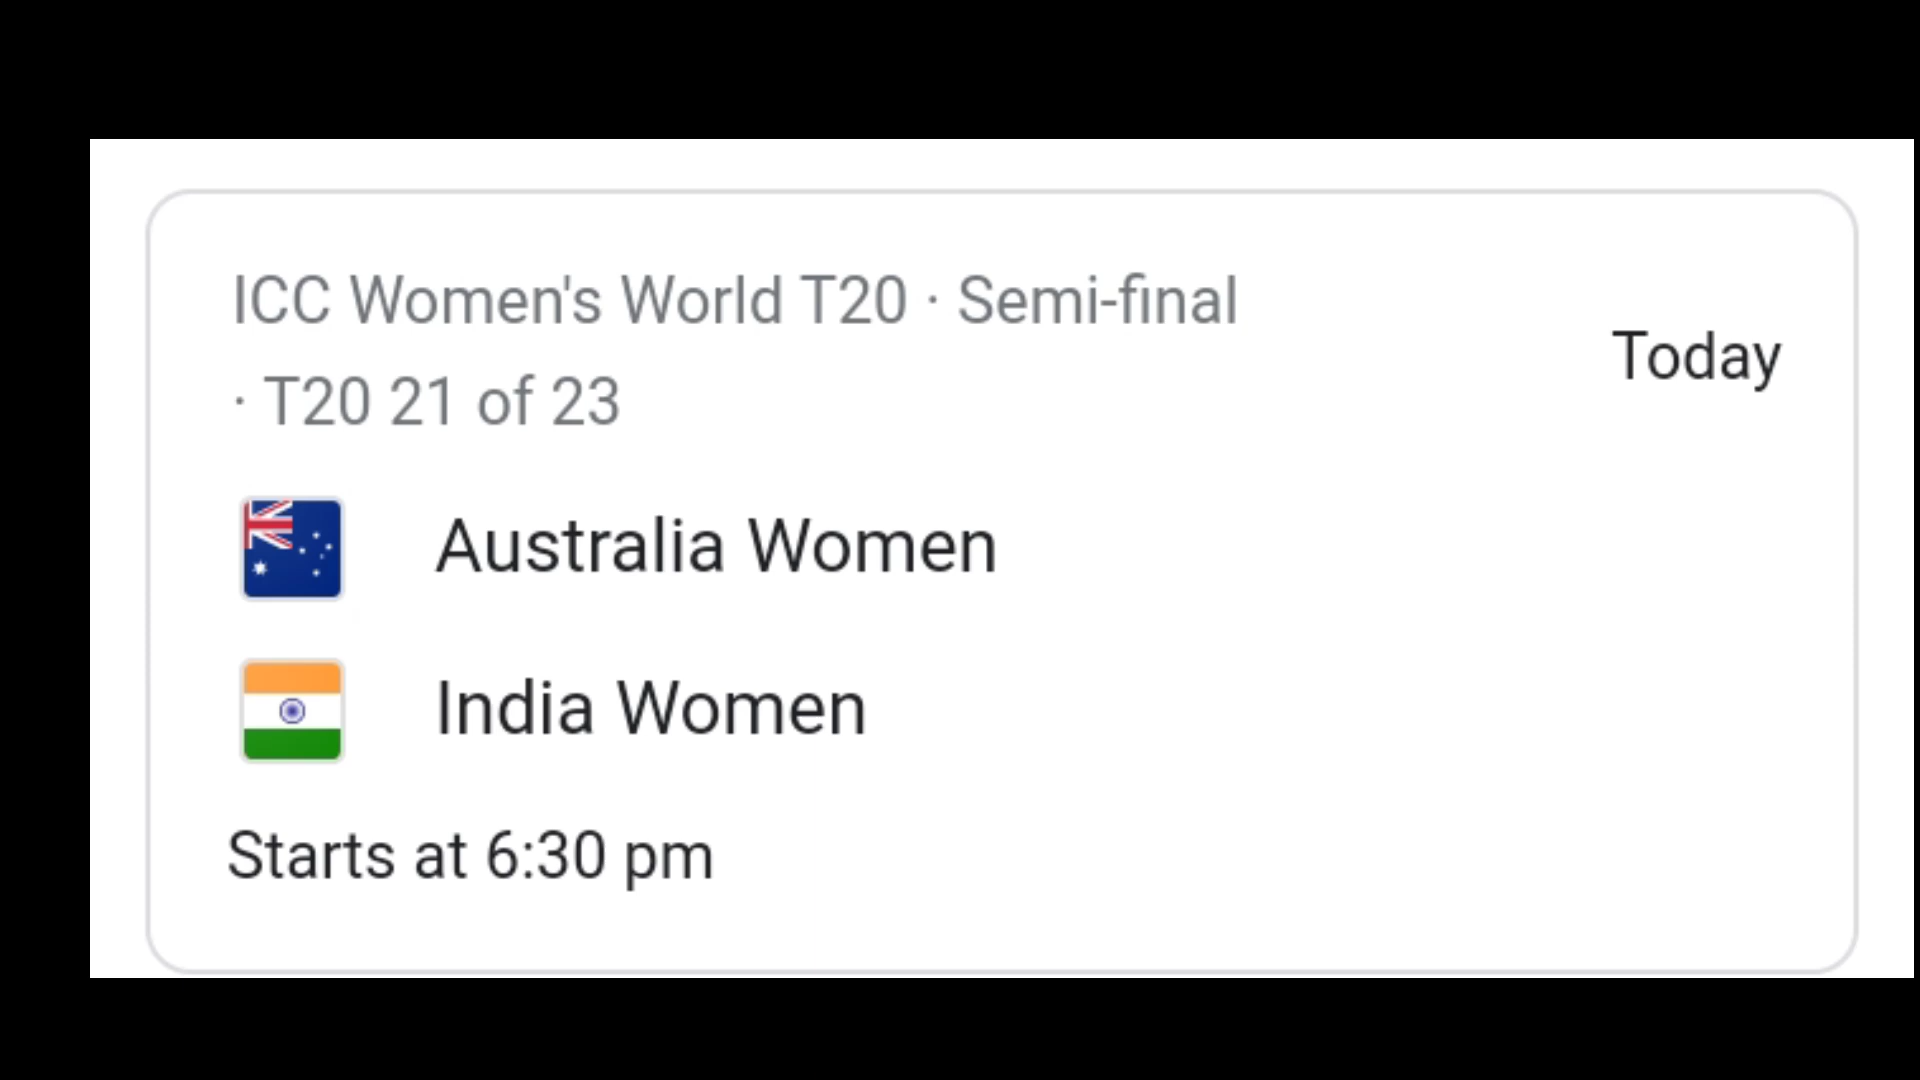 ICC Women's World T20 · Semi-final
· T20 21 of 23
Today
Australia Women
India Women
Starts at 6:30 pm